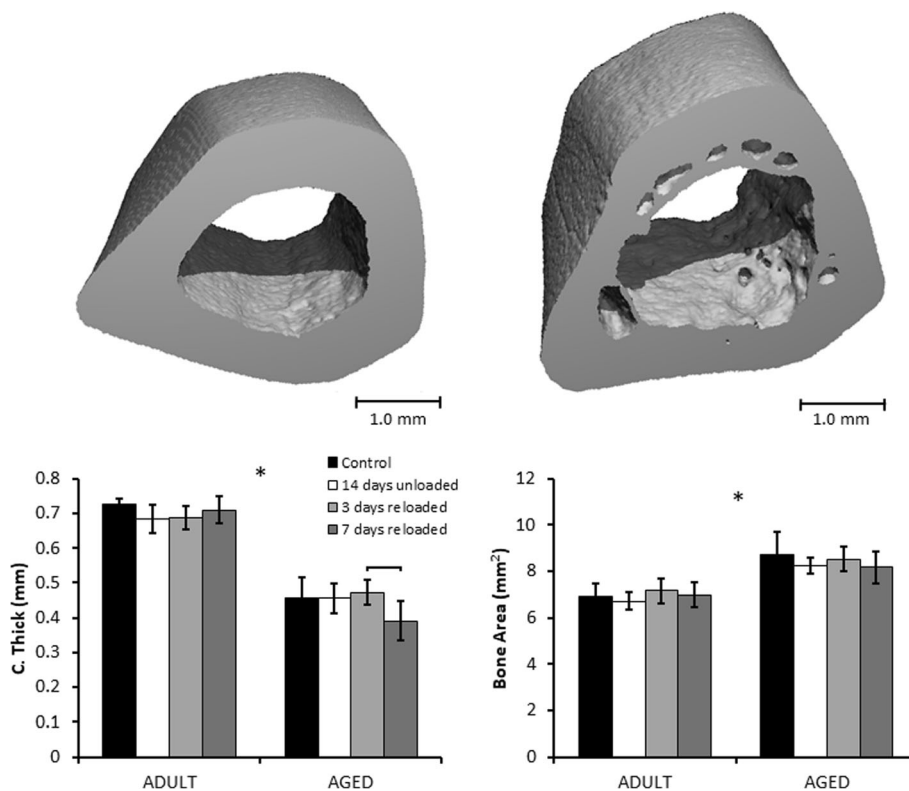 1.0 mm
1.0 mm
C. Thick (mm)
0.8
0.7
0.6
0.5
0.4
0.3
0.2
0.1
0
*
Control
14 days unloaded
3 days reloaded
7 days reloaded
ADULT
AGED
Bone Area (mm²)
12
10
8
6
4
2
0
*
ADULT
AGED